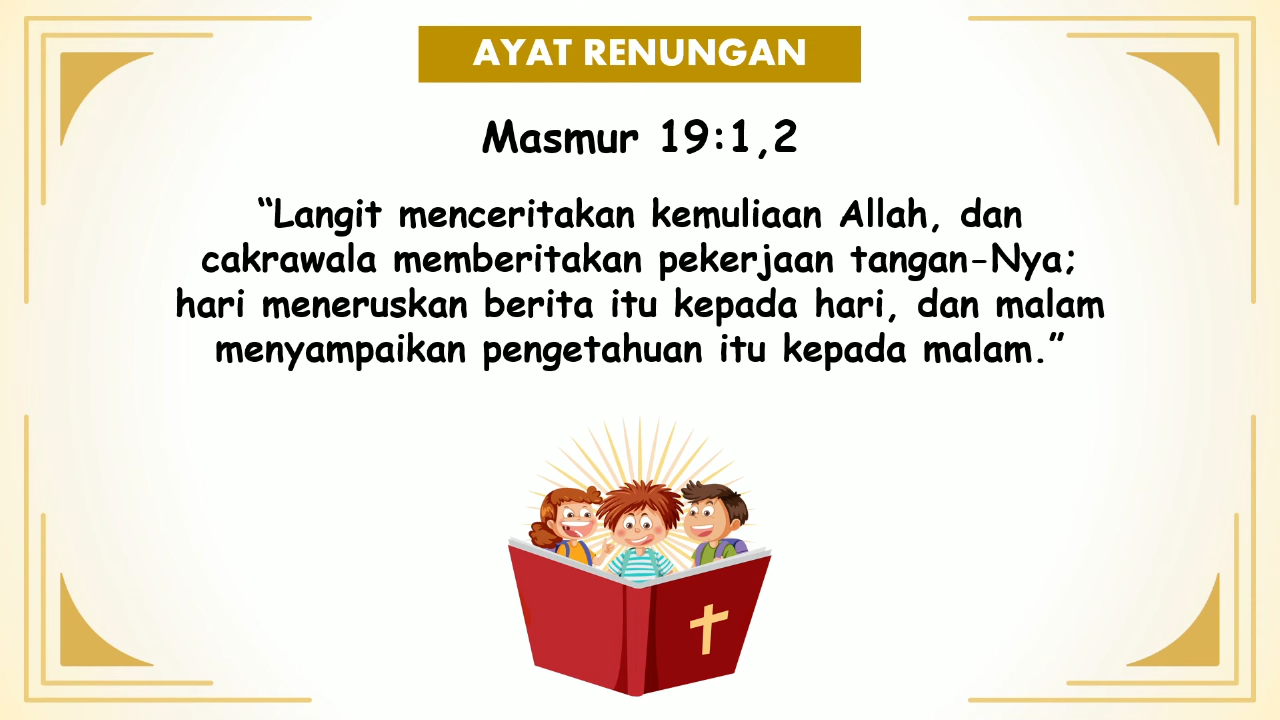 AYAT RENUNGAN
Masmur 19:1,2
“Langit menceritakan kemuliaan Allah, dan
cakrawala memberitakan pekerjaan tangan-Nya;
hari meneruskan berita itu kepada hari, dan malam
menyampaikan pengetahuan itu kepada malam.”